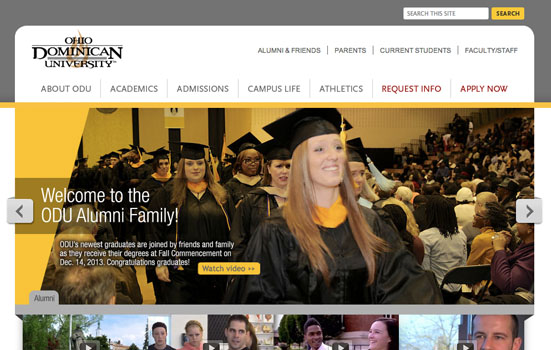 SEARCH THIS SITE
SEARCH
OHIO
DOMINICAN
UNIVERSITY
ALUMNI & FRIENDS
PARENTS
CURRENT STUDENTS
FACULTY/STAFF
ABOUT ODU
ACADEMICS
ADMISSIONS
CAMPUS LIFE
ATHLETICS
REQUEST INFO
APPLY NOW
Welcome to the
ODU Alumni Family!
ODU's newest graduates are joined by friends and family
as they receive their degrees at Fall Commencement on
Dec. 14, 2013. Congratulations graduates!
Watch video >>
Alumni